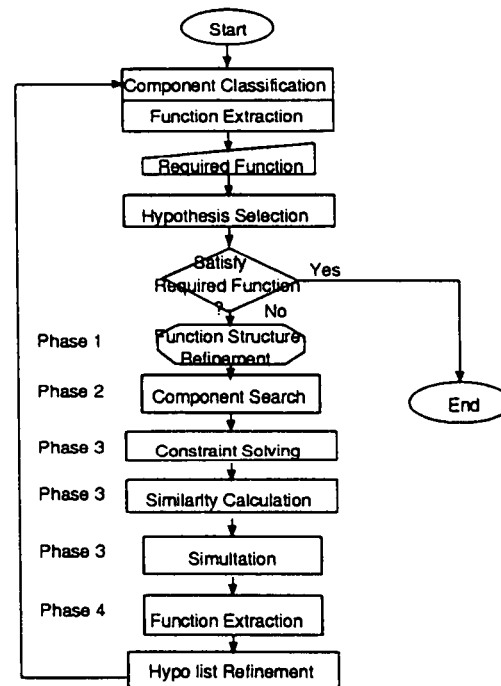 Start
Component Classification
Function Extraction
Required Function
Hypothesis Selection
Satisfy
Required Function
?
Yes
No
Phase 1
Function Structure
Refinement
Phase 2
Component Search
End
Phase 3
Constraint Solving
Phase 3
Similarity Calculation
Phase 3
Simultation
Phase 4
Function Extraction
Hypo list Refinement